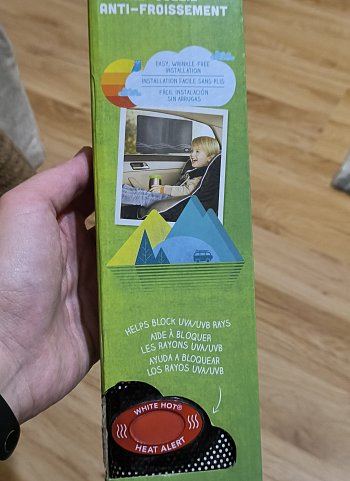 ANTI-FROISSEMENT
EASY, WRINKLE-FREE
INSTALLATION
INSTALLATION FACILE SANS PLIS
FÁCIL INSTALACIÓN
SIN ARRUGAS
HELPS BLOCK UVA/UVB RAYS
AIDE À BLOQUER
LES RAYONS UVA/UVB
AYUDA A BLOQUEAR
LOS RAYOS UVA/UVB
WHITE HOT®
HEAT ALERT